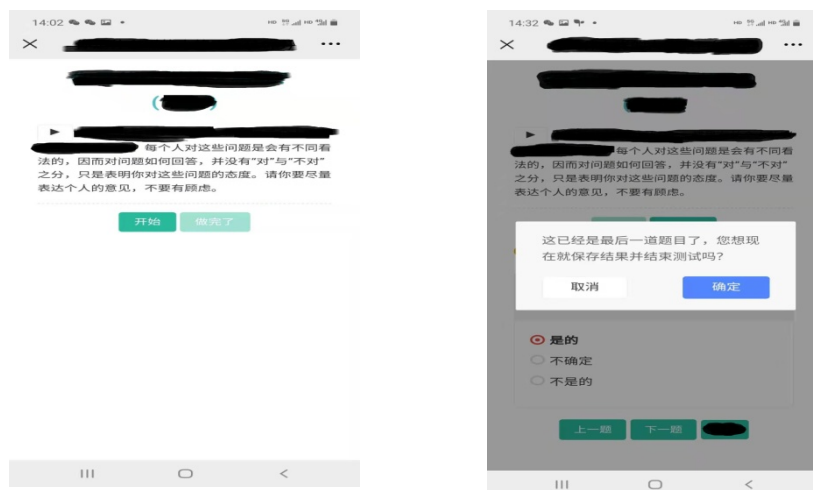 14:02
每个人对这些问题是会有不同看
法的，因而对问题如何回答，并没有"对"与"不对"
之分，只是表明你对这些问题的态度。请你要尽量
表达个人的意见，不要有顾虑。
开始
做完了
14:32
每个人对这些问题是会有不同看
法的，因而对问题如何回答，并没有"对"与"不对"
之分，只是表明你对这些问题的态度。请你要尽量
表达个人的意见，不要有顾虑。
这已经是最后一道题目了，您想现
在就保存结果并结束测试吗？
取消
确定
是的
不确定
不是的
上一题
下一题